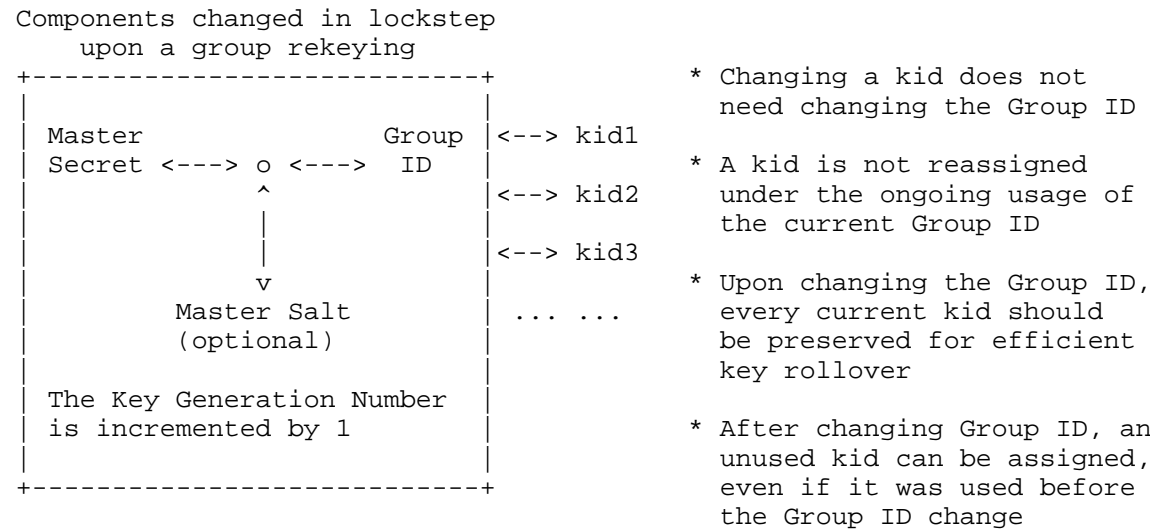 Components changed in lockstep
upon a group rekeying
+----------------------------+
Master Group |<--> kid1
Secret <---> o <---> ID
^ |<--> kid2
|<--> kid3
v
Master Salt | ... ...
(optional)
The Key Generation Number
is incremented by 1
+----------------------------+
* Changing a kid does not
need changing the Group ID
* A kid is not reassigned
under the ongoing usage of
the current Group ID
* Upon changing the Group ID,
every current kid should
be preserved for efficient
key rollover
* After changing Group ID, an
unused kid can be assigned,
even if it was used before
the Group ID change